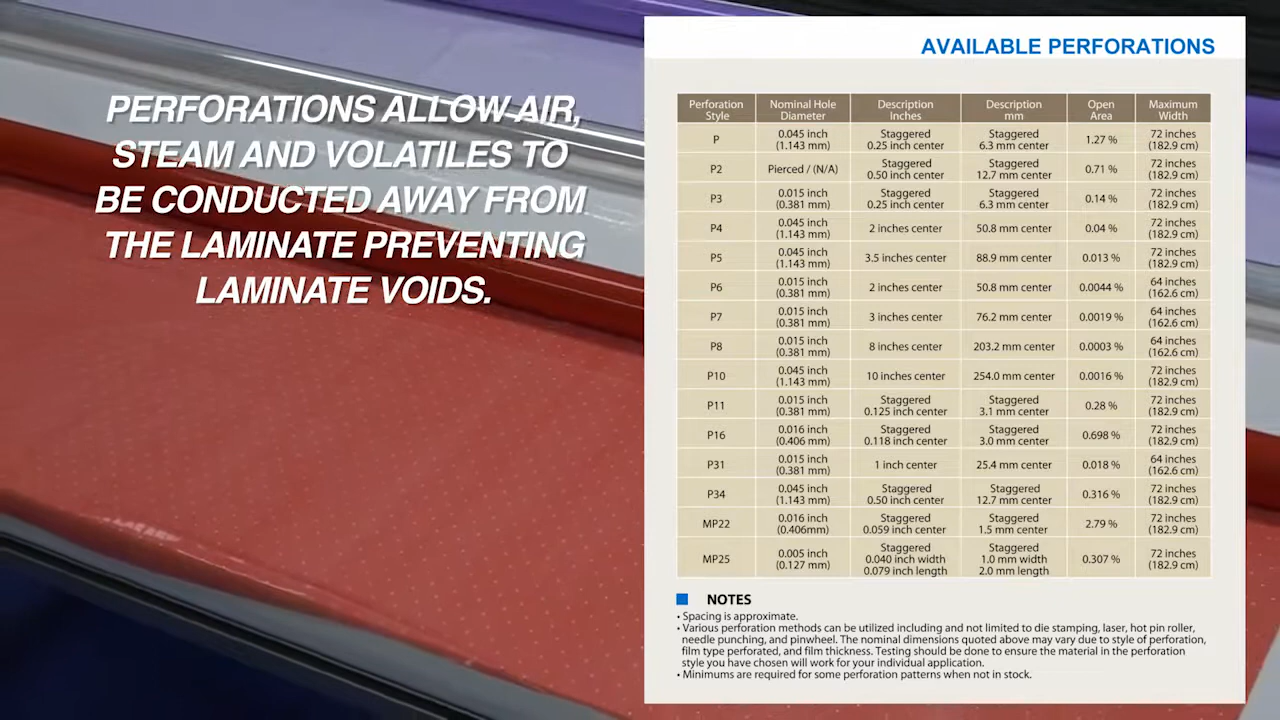 PERFORATIONS ALLOW AIR,
STEAM AND VOLATILES TO
BE CONDUCTED AWAY FROM
THE LAMINATE PREVENTING
LAMINATE VOIDS.
AVAILABLE PERFORATIONS
Perforation Style Nominal Hole Diameter Description Inches Description mm Open Area Maximum Width
P 0.045 inch (1.143 mm) Staggered 0.25 inch center Staggered 6.3 mm center 1.27 % 72 inches (182.9 cm)
P2 Pierced / (N/A) Staggered 0.50 inch center Staggered 12.7 mm center 0.71 % 72 inches (182.9 cm)
P3 0.015 inch (0.381 mm) Staggered 0.25 inch center Staggered 6.3 mm center 0.14 % 72 inches (182.9 cm)
P4 0.045 inch (1.143 mm) 2 inches center 50.8 mm center 0.04 % 72 inches (182.9 cm)
P5 0.045 inch (1.143 mm) 3.5 inches center 88.9 mm center 0.013 % 72 inches (182.9 cm)
P6 0.015 inch (0.381 mm) 2 inches center 50.8 mm center 0.0044 % 64 inches (162.6 cm)
P7 0.015 inch (0.381 mm) 3 inches center 76.2 mm center 0.0019 % 64 inches (162.6 cm)
P8 0.015 inch (0.381 mm) 8 inches center 203.2 mm center 0.0003 % 64 inches (162.6 cm)
P10 0.045 inch (1.143 mm) 10 inches center 254.0 mm center 0.0016 % 72 inches (182.9 cm)
P11 0.015 inch (0.381 mm) Staggered 0.125 inch center Staggered 3.1 mm center 0.28 % 72 inches (182.9 cm)
P16 0.016 inch (0.406 mm) Staggered 0.118 inch center Staggered 3.0 mm center 0.698 % 72 inches (182.9 cm)
P31 0.015 inch (0.381 mm) 1 inch center 25.4 mm center 0.018 % 64 inches (162.6 cm)
P34 0.045 inch (1.143 mm) Staggered 0.50 inch center Staggered 12.7 mm center 0.316 % 72 inches (182.9 cm)
MP22 0.016 inch (0.406mm) Staggered 0.059 inch center Staggered 1.5 mm center 2.79 % 72 inches (182.9 cm)
MP25 0.005 inch (0.127 mm) Staggered 0.040 inch width 0.079 inch length Staggered 1.0 mm width 2.0 mm length 0.307 % 72 inches (182.9 cm)
NOTES
• Spacing is approximate.
• Various perforation methods can be utilized including and not limited to die stamping, laser, hot pin roller,
needle punching, and pinwheel. The nominal dimensions quoted above may vary due to style of perforation,
film type perforated, and film thickness. Testing should be done to ensure the material in the perforation
style you have chosen will work for your individual application.
• Minimums are required for some perforation patterns when not in stock.